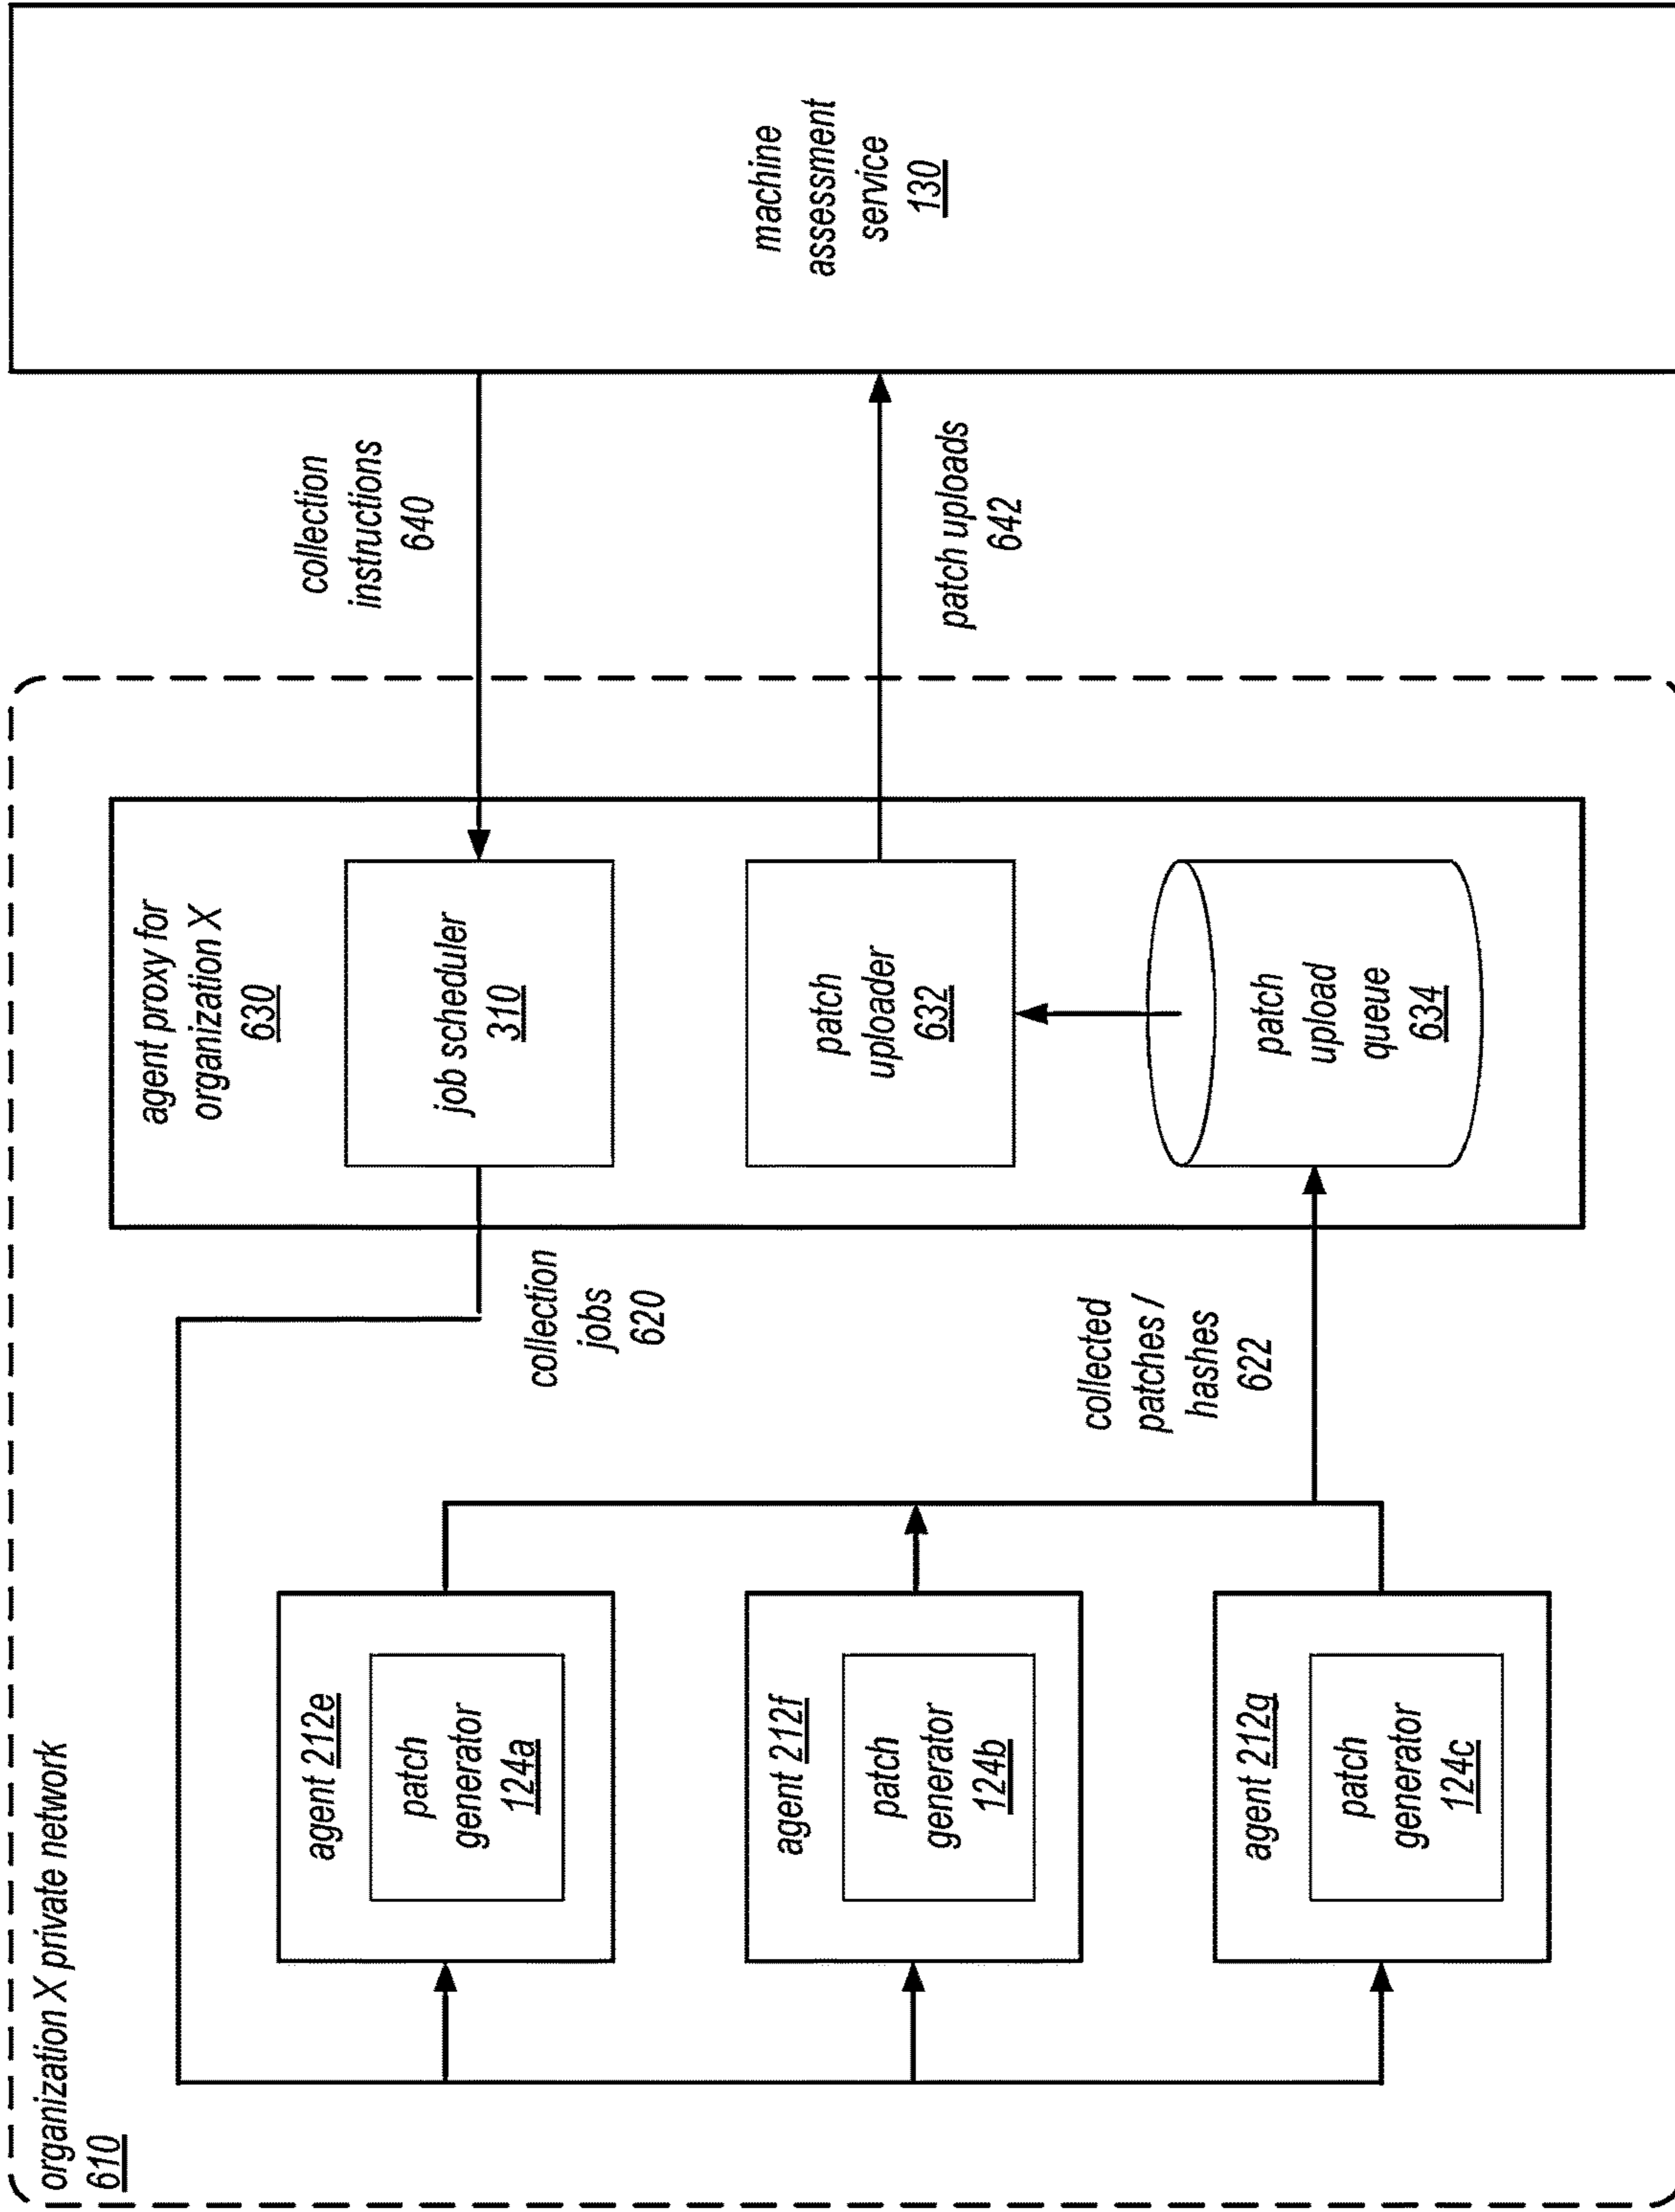 organization X private network
610
agent 212e
patch
generator
124a
agent 212f
patch
generator
124b
agent 212g
patch
generator
124c
collection
jobs
620
collected
patches /
hashes
622
agent proxy for
organization X
630
job scheduler
310
patch
uploader
632
patch
upload
queue
634
collection
instructions
640
patch uploads
642
machine
assessment
service
130